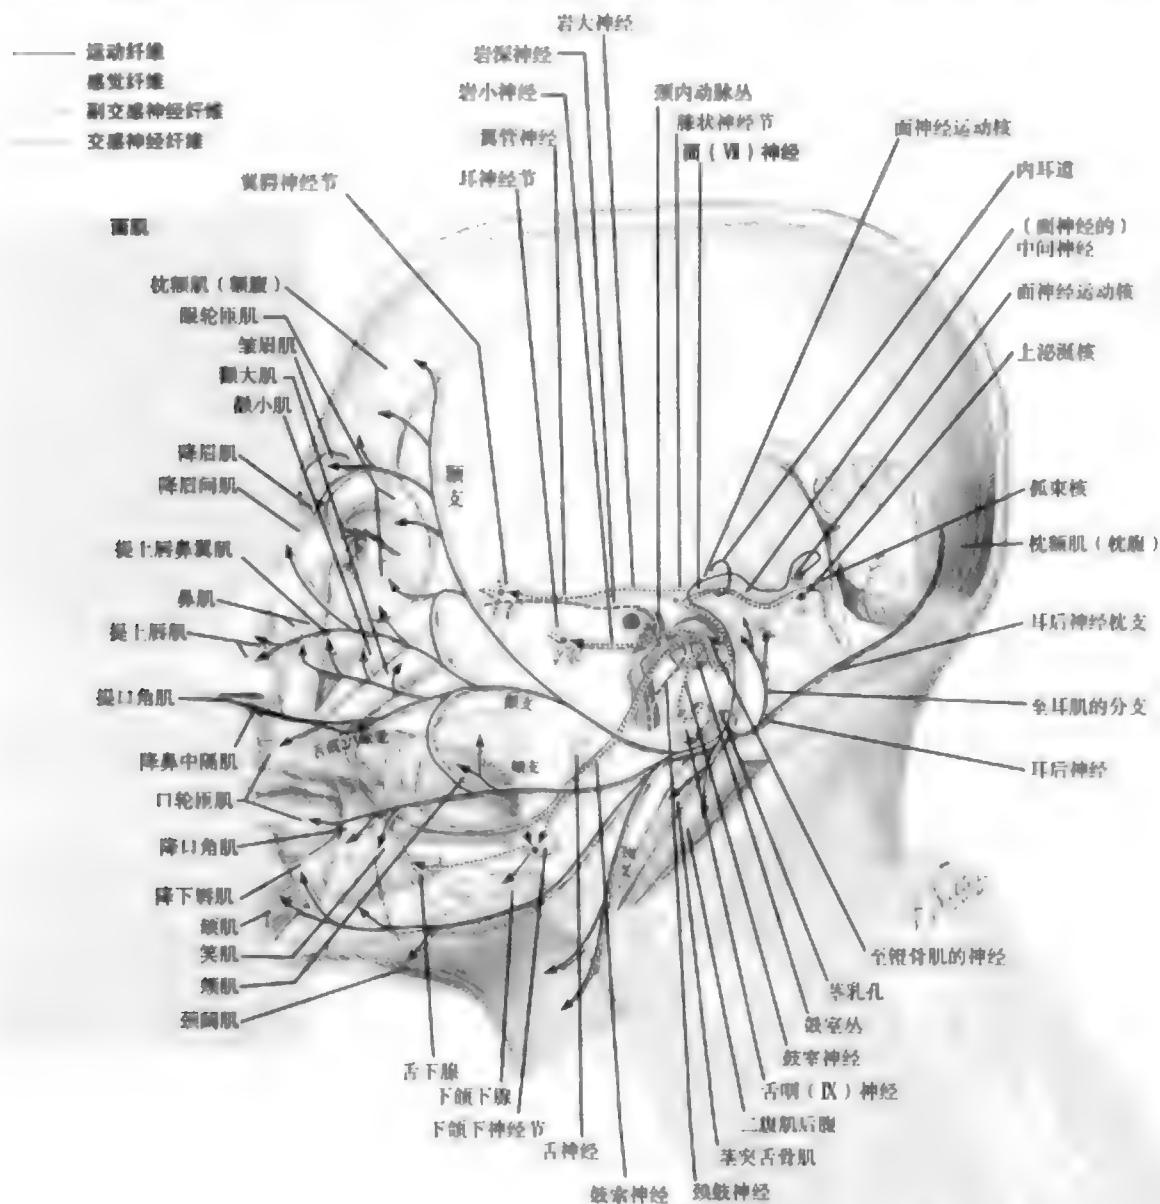 运动纤维
感觉纤维
副交感神经纤维
交感神经纤维
岩大神经
岩深神经
岩小神经
翼管神经
耳神经节
翼腭神经节
颈内动脉丛
膝状神经节
面（Ⅶ）神经
面神经运动核
内耳道
（面神经的）
中间神经
面神经运动核
上泌涎核
孤束核
枕额肌（枕腹）
耳后神经枕支
至耳肌的分支
耳后神经
面肌
枕额肌（额腹）
眼轮匝肌
皱眉肌
颧大肌
颧小肌
降眉肌
降眉间肌
提上唇鼻翼肌
鼻肌
提上唇肌
提口角肌
降鼻中隔肌
口轮匝肌
降口角肌
降下唇肌
颏肌
笑肌
颊肌
颈阔肌
颞支
颧支
颊支
颈支
至镫骨肌的神经
茎乳孔
鼓室丛
鼓室神经
舌咽（Ⅸ）神经
二腹肌后腹
茎突舌骨肌
颈鼓神经
鼓索神经
舌神经
下颌下神经节
下颌下腺
舌下腺